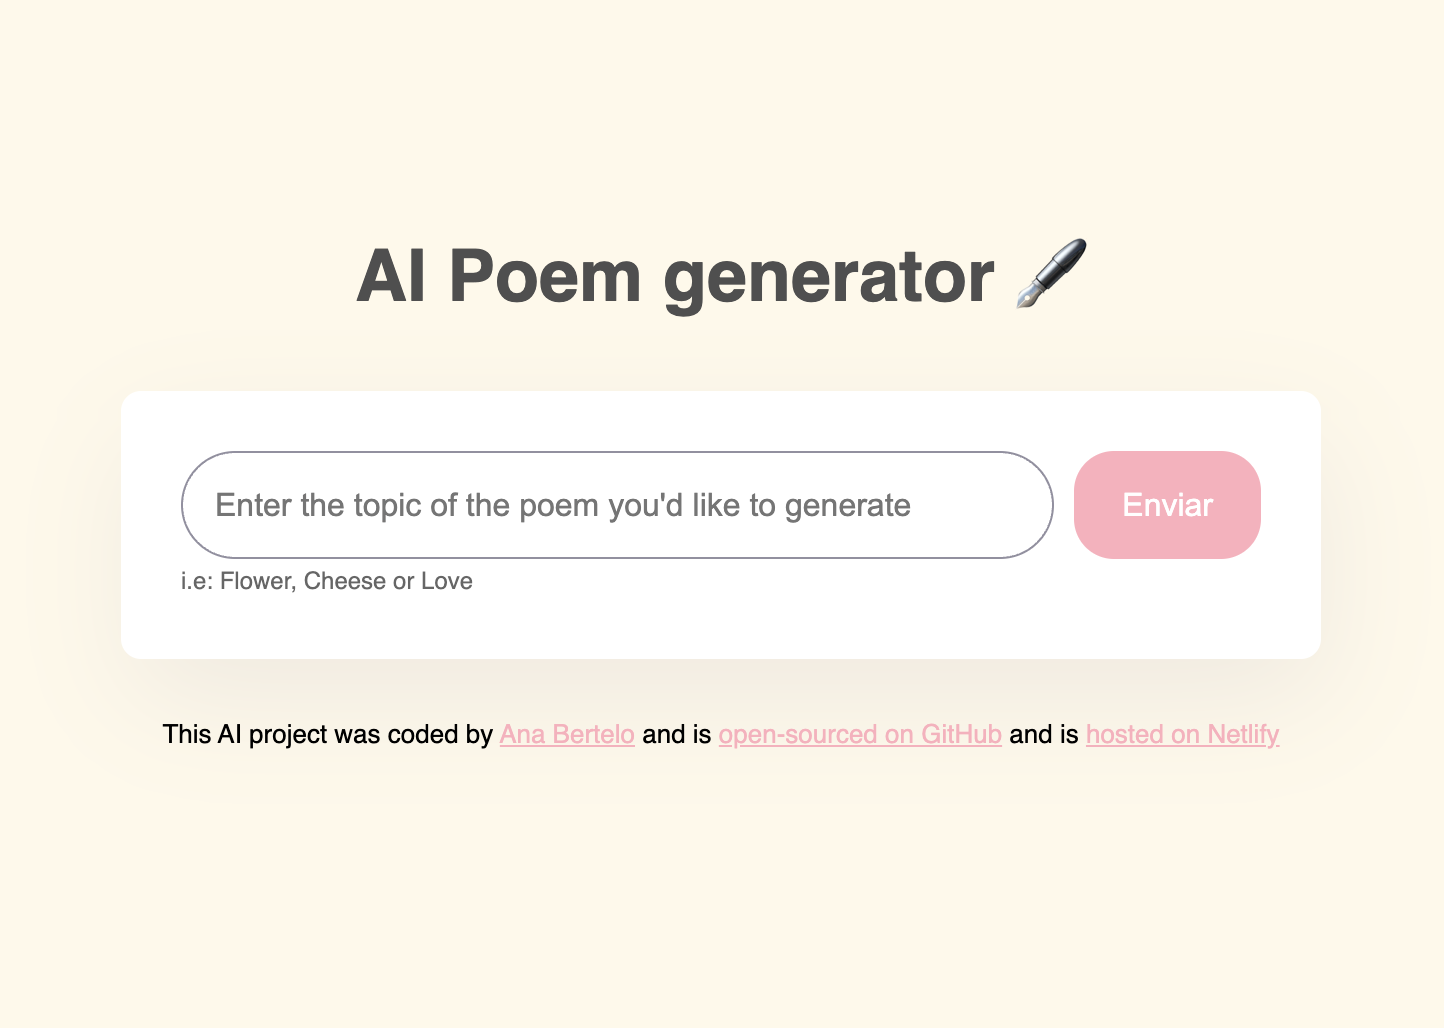 AI Poem generator 🖋️
Enter the topic of the poem you'd like to generate
Enviar
i.e: Flower, Cheese or Love
This AI project was coded by Ana Bertelo and is open-sourced on GitHub and is hosted on Netlify